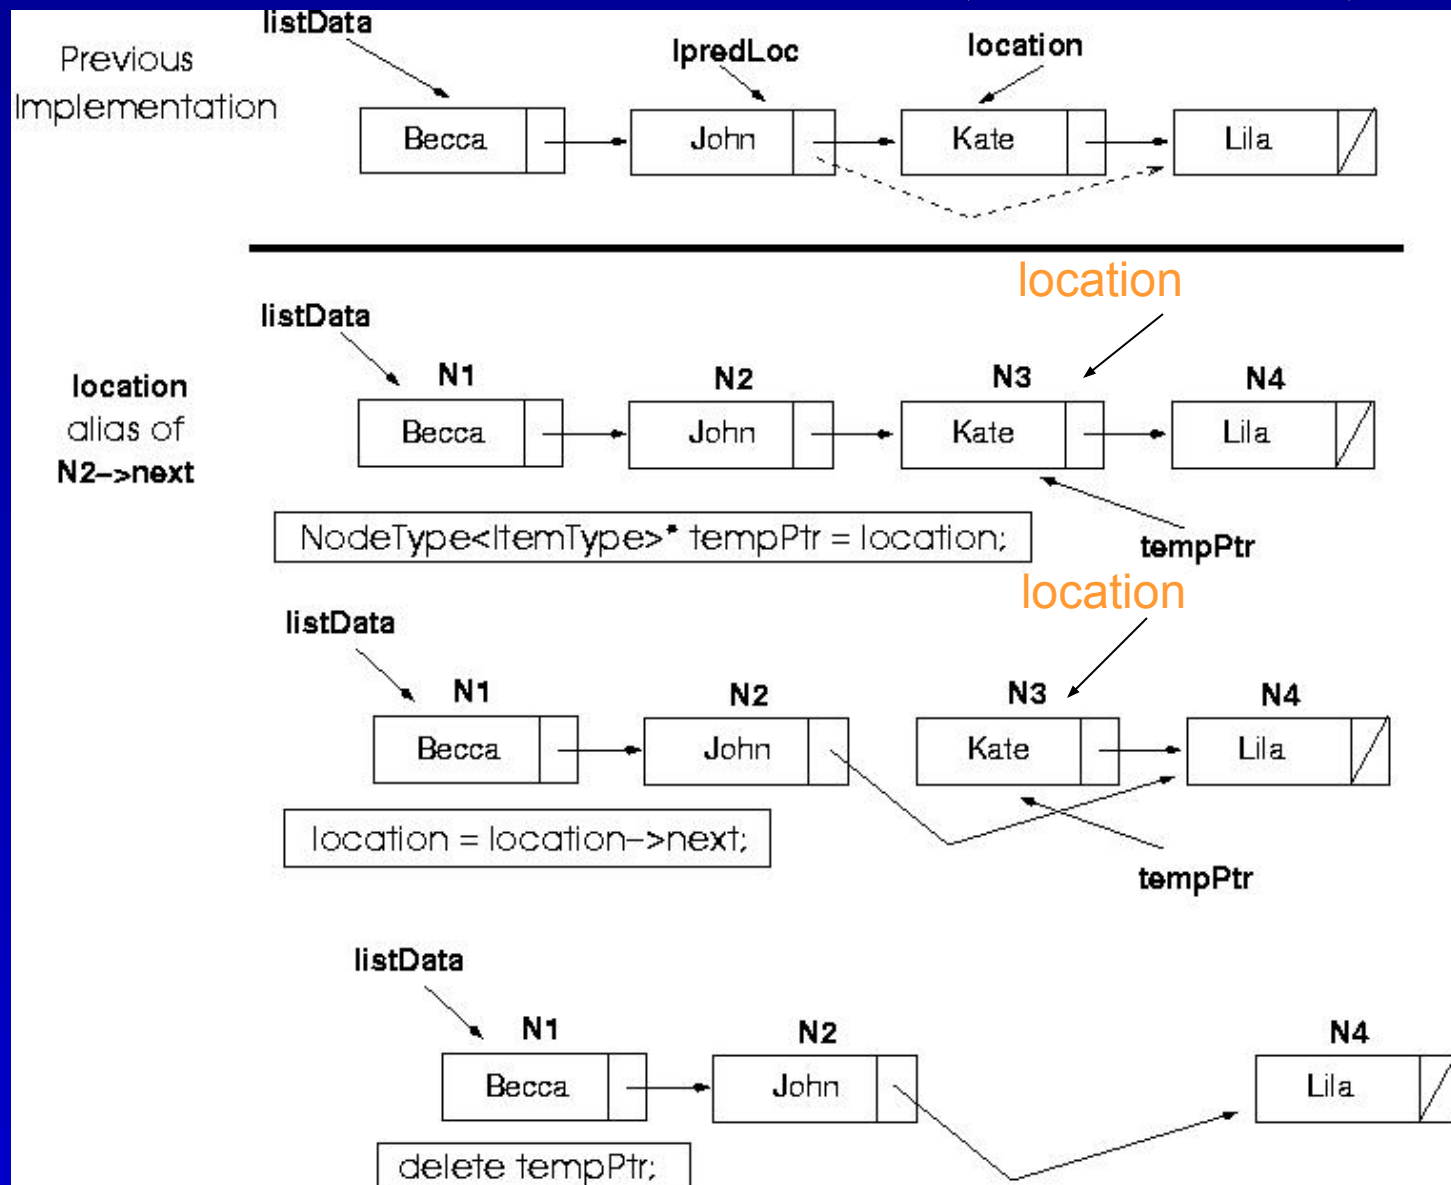 listData
Previous
Implementation
lpredLoc
location
Becca
John
Kate
Lila
location
listData
location
alias of
N2->next
N1
N2
N3
N4
Becca
John
Kate
Lila
NodeType<ItemType>* tempPtr = location;
tempPtr
location
listData
N1
N2
N3
N4
Becca
John
Kate
Lila
location = location->next;
tempPtr
listData
N1
N2
N4
Becca
John
Lila
delete tempPtr;